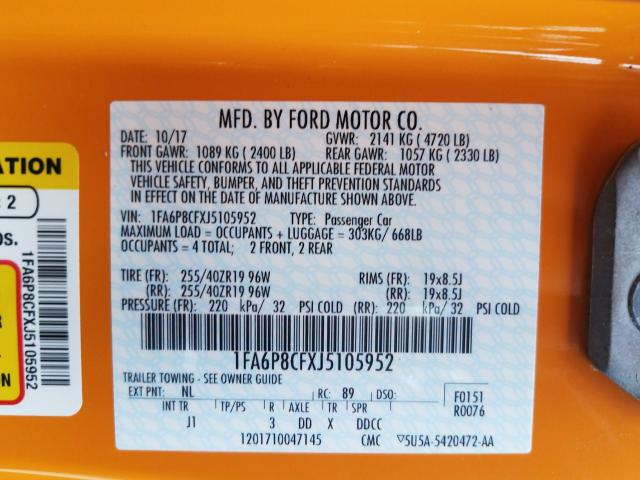 MFD. BY FORD MOTOR CO.
DATE: 10/17 GVWR: 2141 KG ( 4720 LB)
FRONT GAWR: 1089 KG ( 2400 LB) REAR GAWR: 1057 KG ( 2330 LB)
THIS VEHICLE CONFORMS TO ALL APPLICABLE FEDERAL MOTOR
VEHICLE SAFETY, BUMPER, AND THEFT PREVENTION STANDARDS
IN EFFECT ON THE DATE OF MANUFACTURE SHOWN ABOVE.
VIN: 1FA6P8CFXJ5105952 TYPE: Passenger Car
MAXIMUM LOAD = OCCUPANTS + LUGGAGE = 303KG/ 668LB
OCCUPANTS = 4 TOTAL; 2 FRONT, 2 REAR
TIRE (FR): 255/40ZR19 96W RIMS (FR): 19x8.5J
(RR): 255/40ZR19 96W (RR): 19x8.5J
PRESSURE (FR): 220 kPa/ 32 PSI COLD (RR): 220 kPa/ 32 PSI COLD
1FA6P8CFXJ5105952
TRAILER TOWING - SEE OWNER GUIDE
EXT PNT: NL RC: 89 DSO: F0151
INT TR TP/PS R AXLE TR SPR R0076
J1 3 DD X DDCC
1201710047145 CMC 5U5A-5420472-AA
ATION
: 2
OS.
R
ON
1FA6P8CFXJ5105952